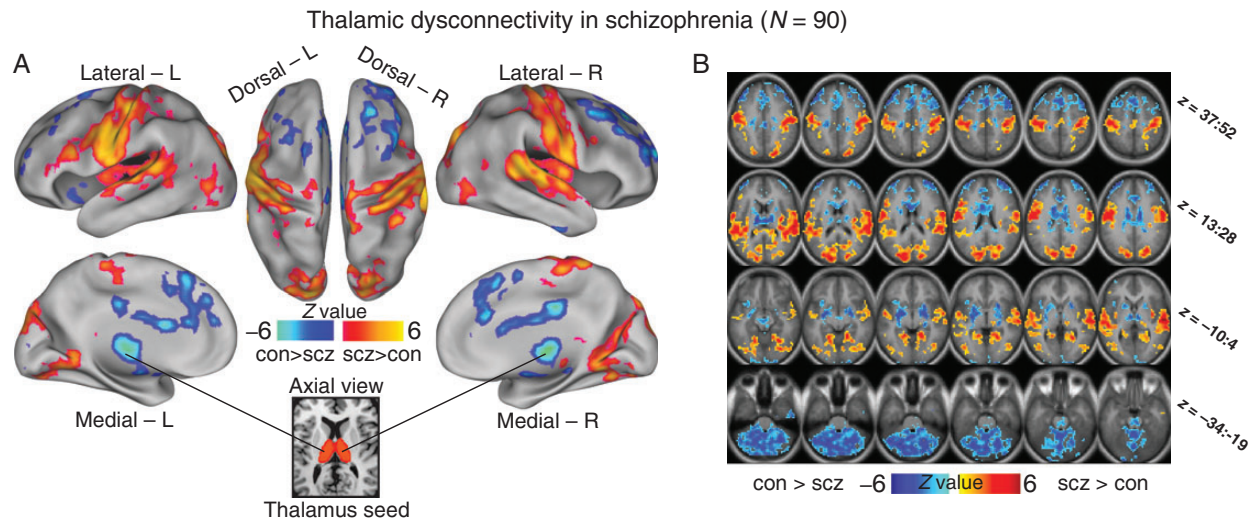 Thalamic dysconnectivity in schizophrenia (N = 90)
A
Lateral – L
Dorsal – L
Dorsal – R
Lateral – R
Z value
–6
6
con>scz
scz>con
Medial – L
Axial view
Medial – R
Thalamus seed
B
z = 37:52
z = 13:28
z = –10:4
z = –34:-19
con > scz –6 Z value 6 scz > con